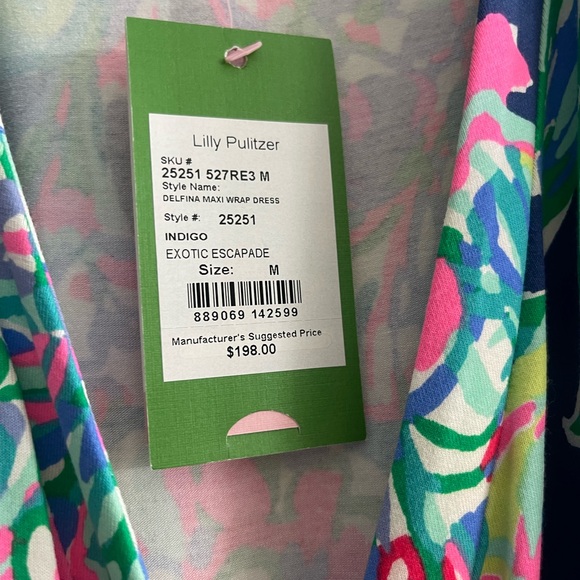 Lilly Pulitzer
SKU #
25251 527RE3 M
Style Name:
DELFINA MAXI WRAP DRESS
Style #: 25251
INDIGO
EXOTIC ESCAPADE
Size: M
889069 142599
Manufacturer's Suggested Price
$198.00